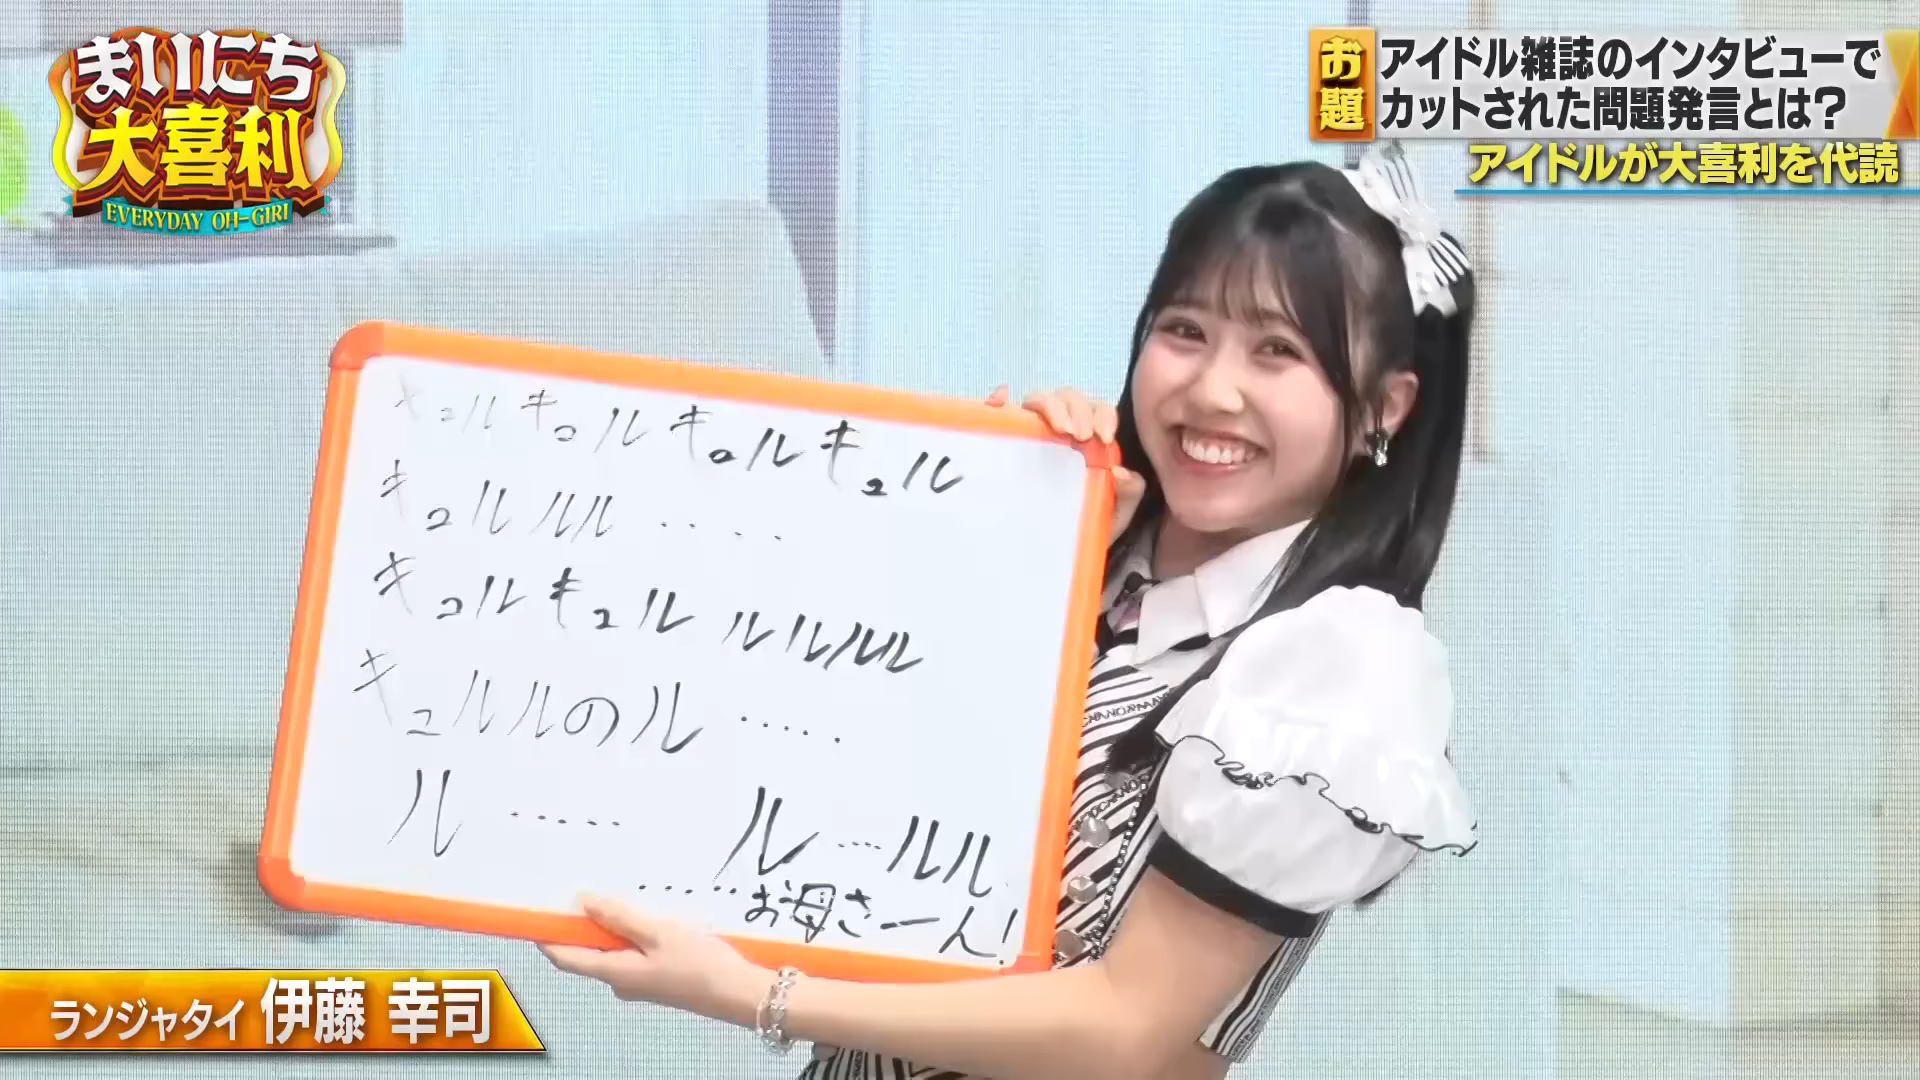 まいにち
大喜利
EVERYDAY OH-GIRI
お題
アイドル雑誌のインタビューで
カットされた問題発言とは?
アイドルが大喜利を代読
キュルキュルキュルキュル
キュルルル.....
キュルキュルルルルル
キュルルのル.....
ル..... ル....ルル
.....お母さーん!
ランジャタイ 伊藤 幸司